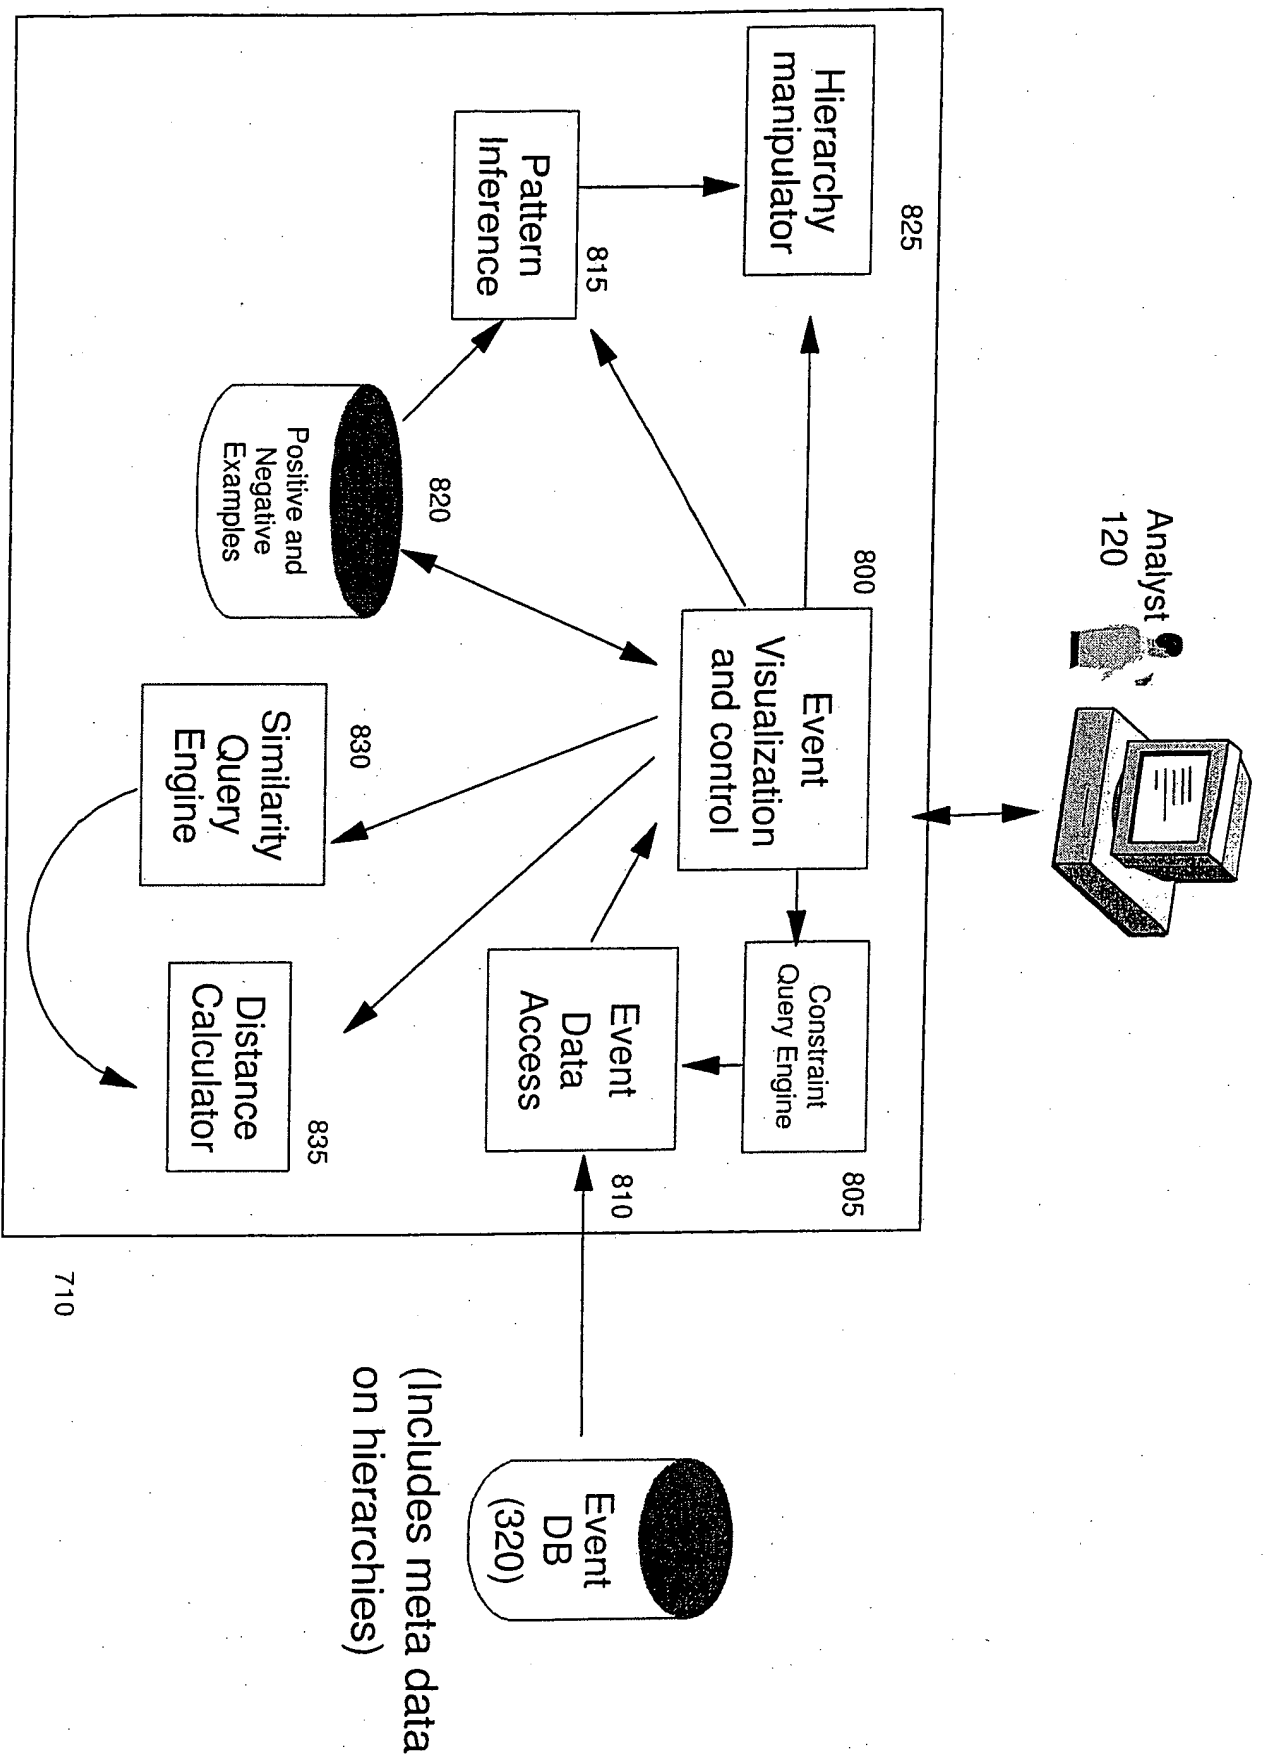 Analyst
120
825
Hierarchy
manipulator
800
Event
Visualization
and control
Constraint
Query Engine
805
815
Pattern
Inference
820
Positive and
Negative
Examples
Event
Data
Access
810
830
Similarity
Query
Engine
835
Distance
Calculator
710
Event
DB
(320)
(Includes meta data
on hierarchies)